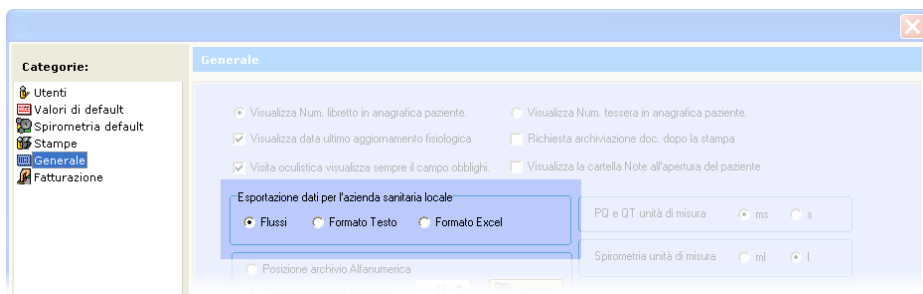 Categorie:
Utenti
Valori di default
Spirometria default
Stampe
Generale
Fatturazione
Generale
Visualizza Num. libretto in anagrafica paziente.
Visualizza Num. tessera in anagrafica paziente.
Visualizza data ultimo aggiornamento fisiologica
Richiesta archiviazione doc. dopo la stampa
Visita oculistica visualizza sempre il campo obblighi.
Visualizza la cartella Note all'apertura del paziente
Esportazione dati per l'azienda sanitaria locale
Flussi Formato Testo Formato Excel
PQ e QT unità di misura ms s
Spirometria unità di misura ml l
Posizione archivio Alfanumerica